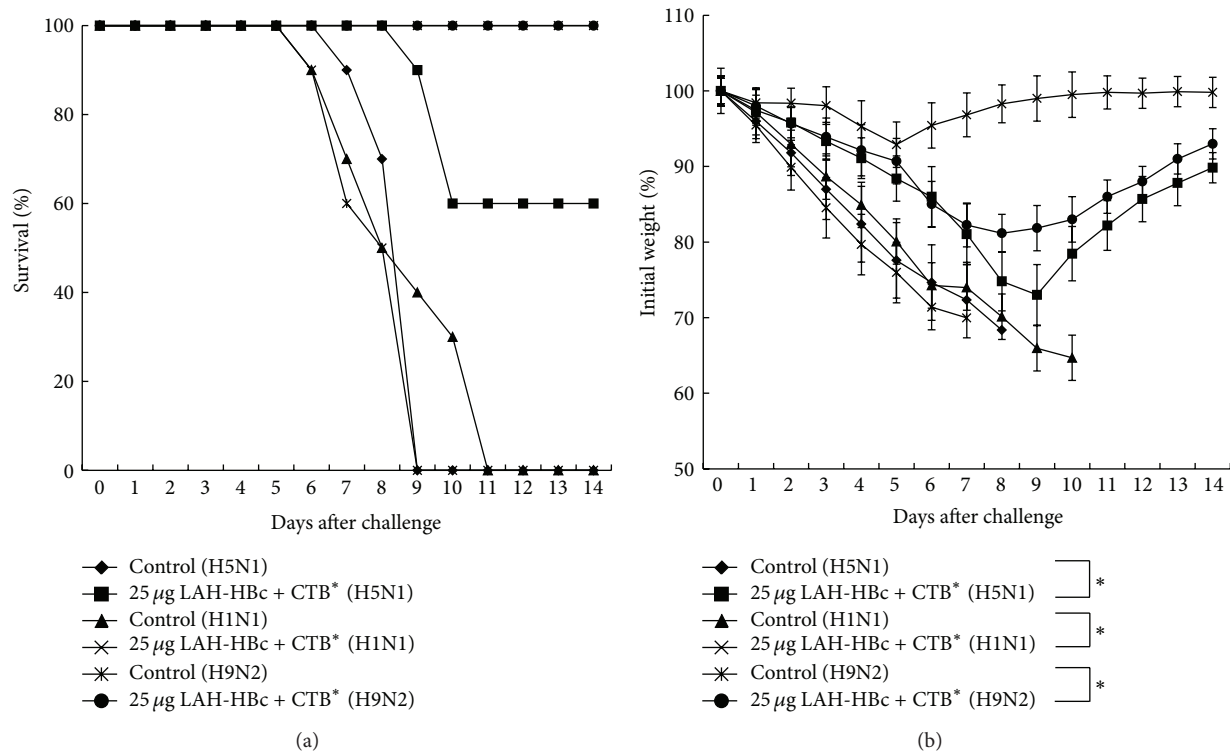 100
80
60
40
20
0
Survival (%)
0 1 2 3 4 5 6 7 8 9 10 11 12 13 14
Days after challenge
Control (H5N1)
25 µg LAH-HBc + CTB* (H5N1)
Control (H1N1)
25 µg LAH-HBc + CTB* (H1N1)
Control (H9N2)
25 µg LAH-HBc + CTB* (H9N2)
(a)
110
100
90
80
70
60
50
Initial weight (%)
0 1 2 3 4 5 6 7 8 9 10 11 12 13 14
Days after challenge
Control (H5N1)
*
25 µg LAH-HBc + CTB* (H5N1)
Control (H1N1)
*
25 µg LAH-HBc + CTB* (H1N1)
Control (H9N2)
*
25 µg LAH-HBc + CTB* (H9N2)
(b)